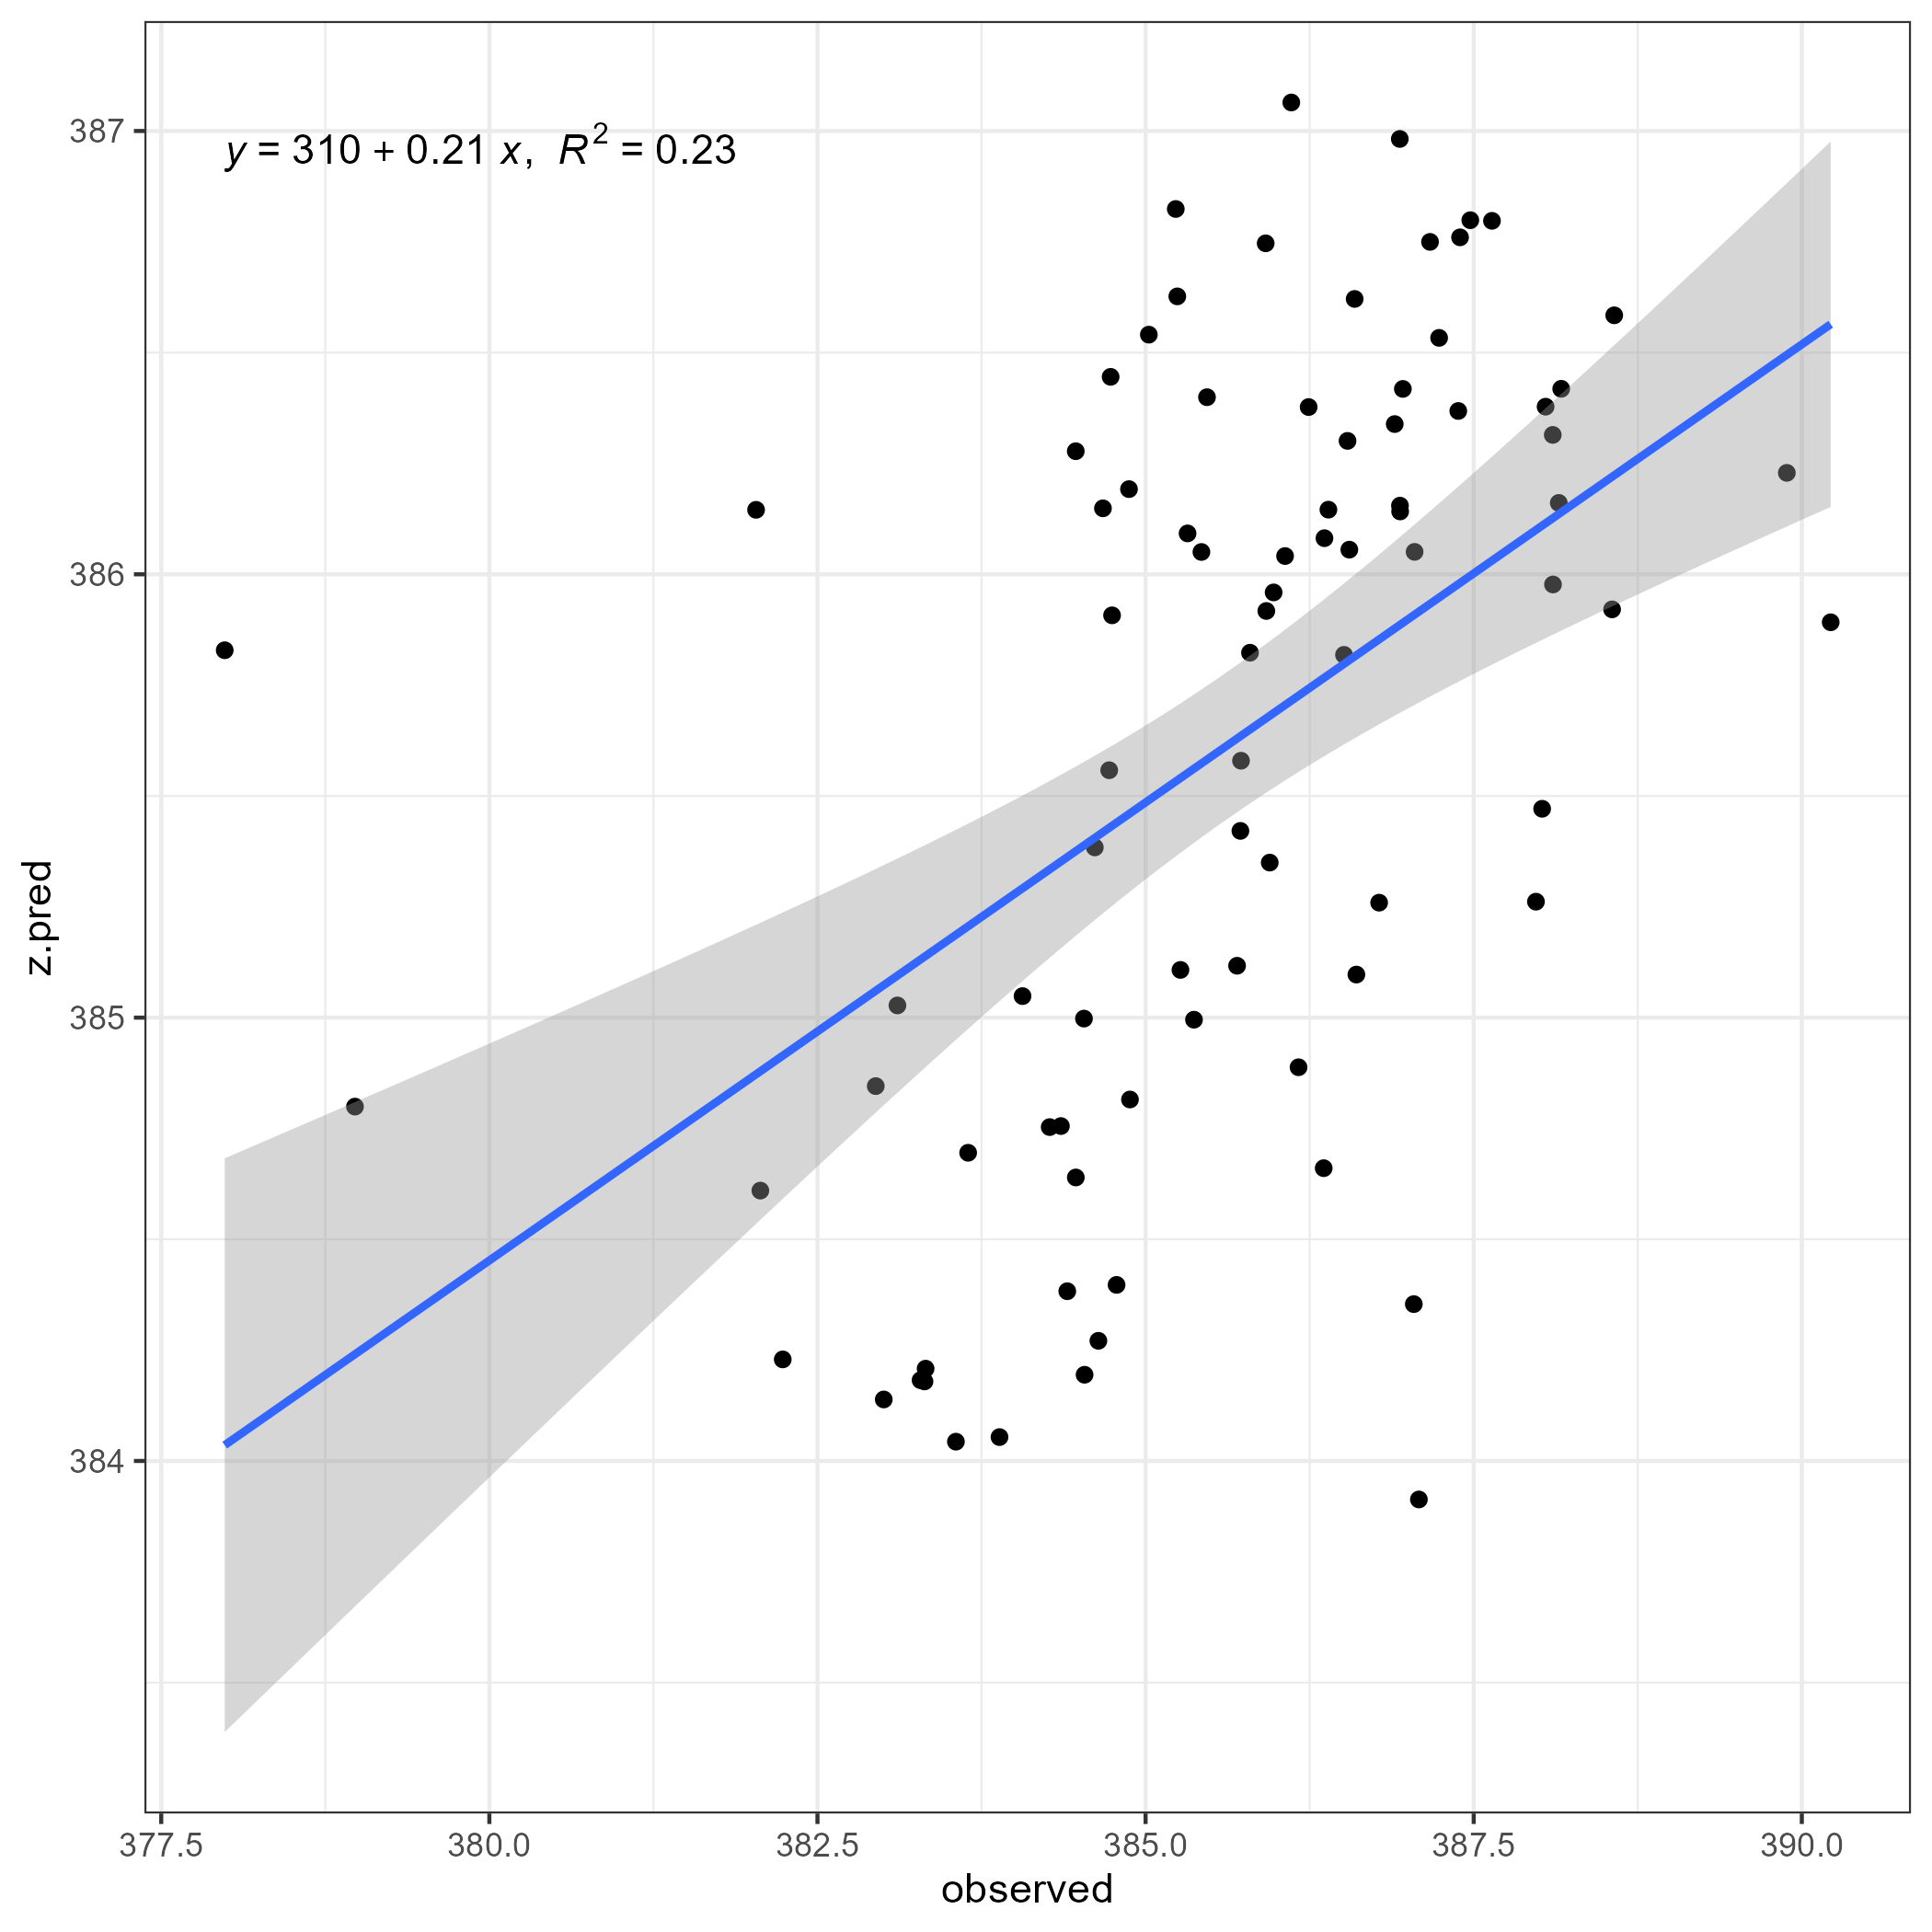 y = 310 + 0.21 x, R² = 0.23
387
386
385
384
z.pred
377.5 380.0 382.5 385.0 387.5 390.0
observed